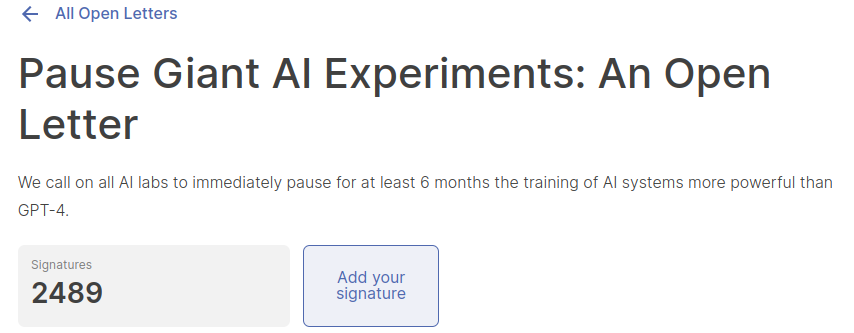 All Open Letters
Pause Giant AI Experiments: An Open
Letter
We call on all AI labs to immediately pause for at least 6 months the training of AI systems more powerful than
GPT-4.
Signatures
2489
Add your
signature